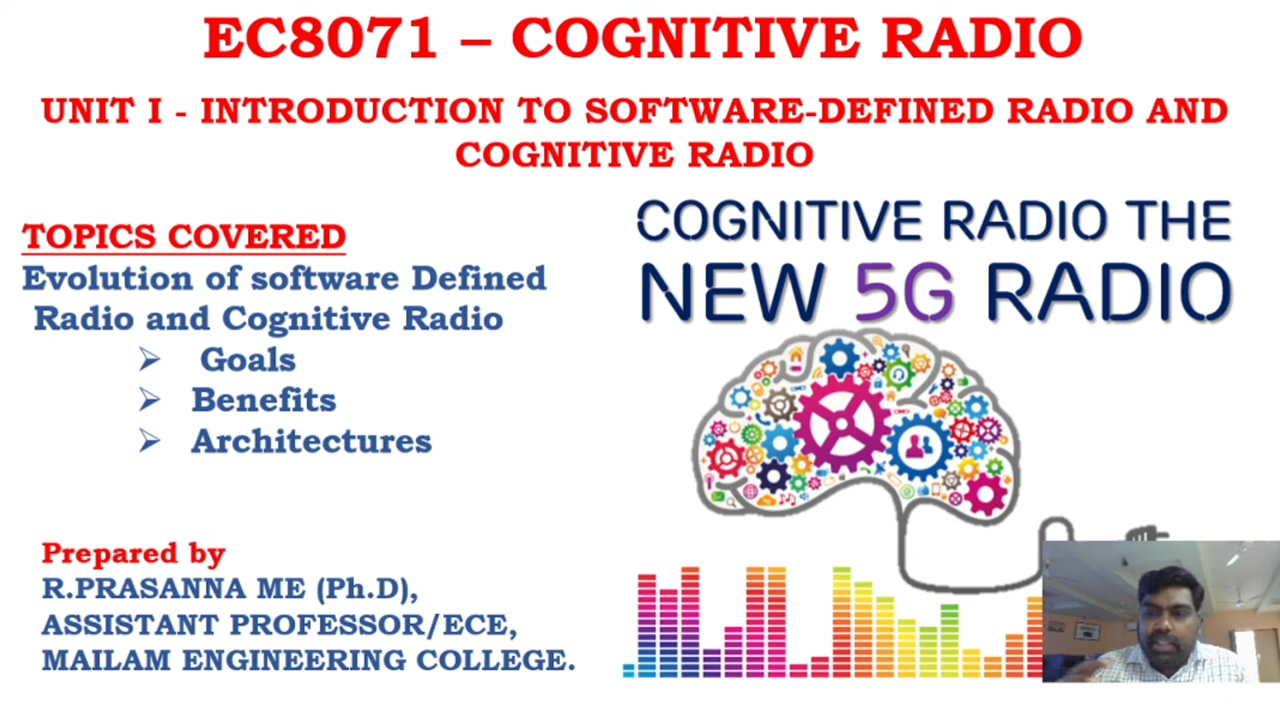 EC8071 – COGNITIVE RADIO
UNIT I - INTRODUCTION TO SOFTWARE-DEFINED RADIO AND
COGNITIVE RADIO
TOPICS COVERED
Evolution of software Defined
Radio and Cognitive Radio
Goals
Benefits
Architectures
Prepared by
R.PRASANNA ME (Ph.D),
ASSISTANT PROFESSOR/ECE,
MAILAM ENGINEERING COLLEGE.
COGNITIVE RADIO THE
NEW 5G RADIO